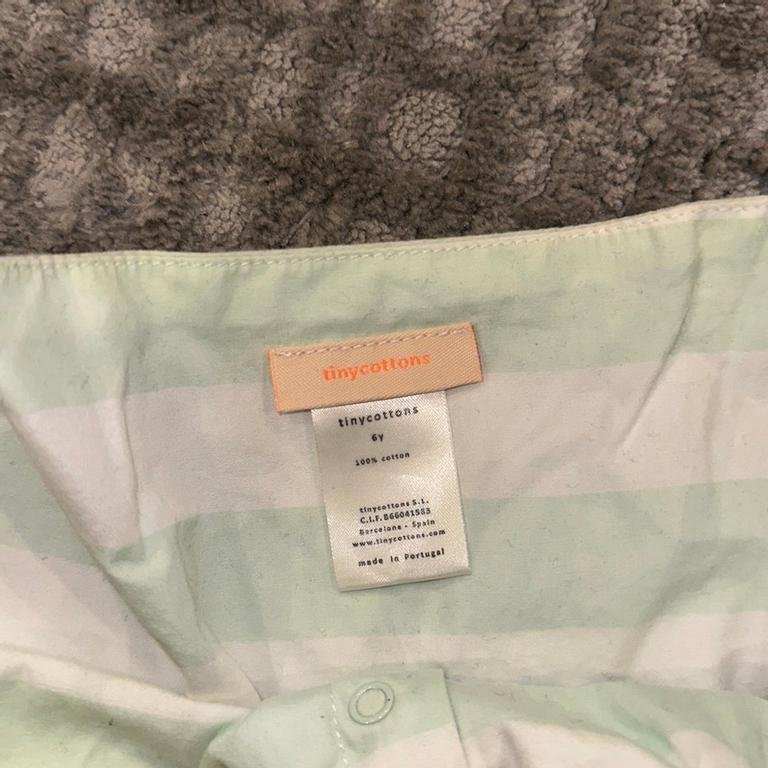 tinycottons
tinycottons
6y
100% cotton
tinycottons S.L.
C.I.F. B66041583
Barcelona - Spain
www.tinycottons.com
made in Portugal